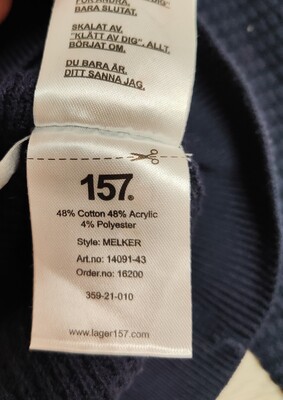 BARA SLUTAT.
SKALAT AV.
"KLÄTT AV DIG". ALLT.
BÖRJAT OM.
DU BARA ÄR.
DITT SANNA JAG.
157.
48% Cotton 48% Acrylic
4% Polyester
Style: MELKER
Art.no: 14091-43
Order.no: 16200
359-21-010
www.lager157.com